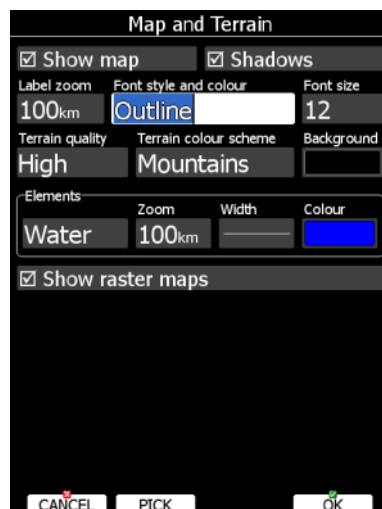 Map and Terrain
Show map Shadows
Label zoom Font style and colour Font size
100km Outline 12
Terrain quality Terrain colour scheme Background
High Mountains
Elements
Zoom Width Colour
Water 100km
Show raster maps
CANCEL PICK OK